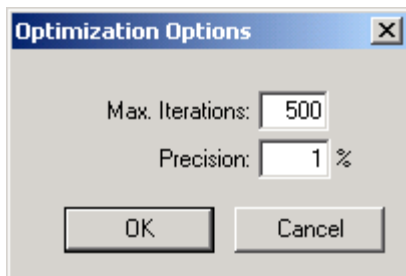 Optimization Options
Max. Iterations: 500
Precision: 1 %
OK Cancel